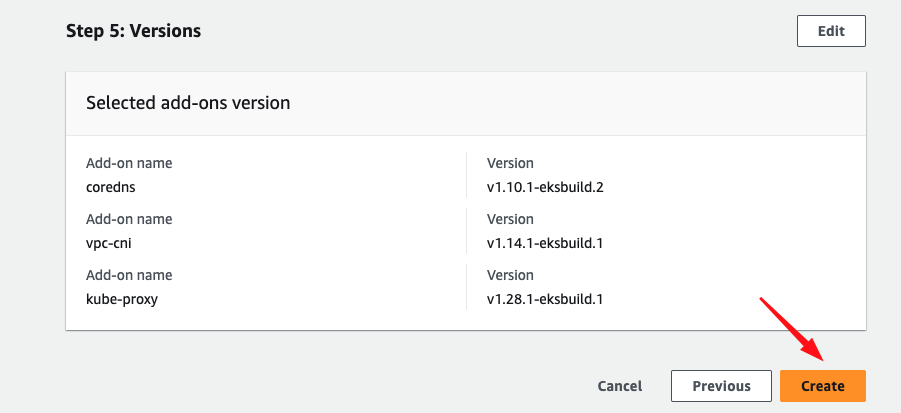 Step 5: Versions
Edit
Selected add-ons version
Add-on name
Version
coredns
v1.10.1-eksbuild.2
Add-on name
Version
vpc-cni
v1.14.1-eksbuild.1
Add-on name
Version
kube-proxy
v1.28.1-eksbuild.1
Cancel
Previous
Create